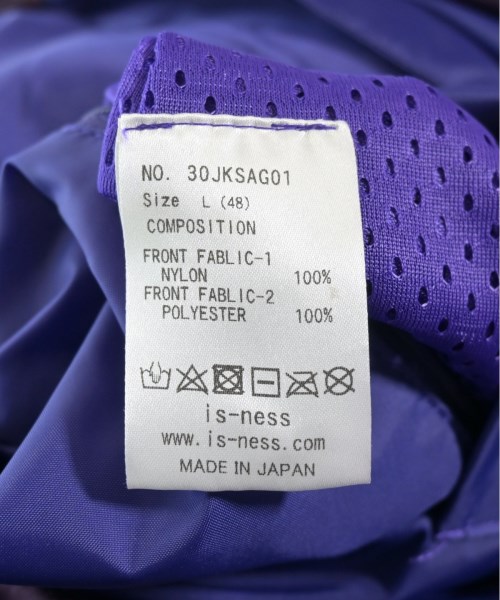 NO. 30JKSAG01
Size L (48)
COMPOSITION
FRONT FABLIC-1
NYLON 100%
FRONT FABLIC-2
POLYESTER 100%
is-ness
www.is-ness.com
MADE IN JAPAN